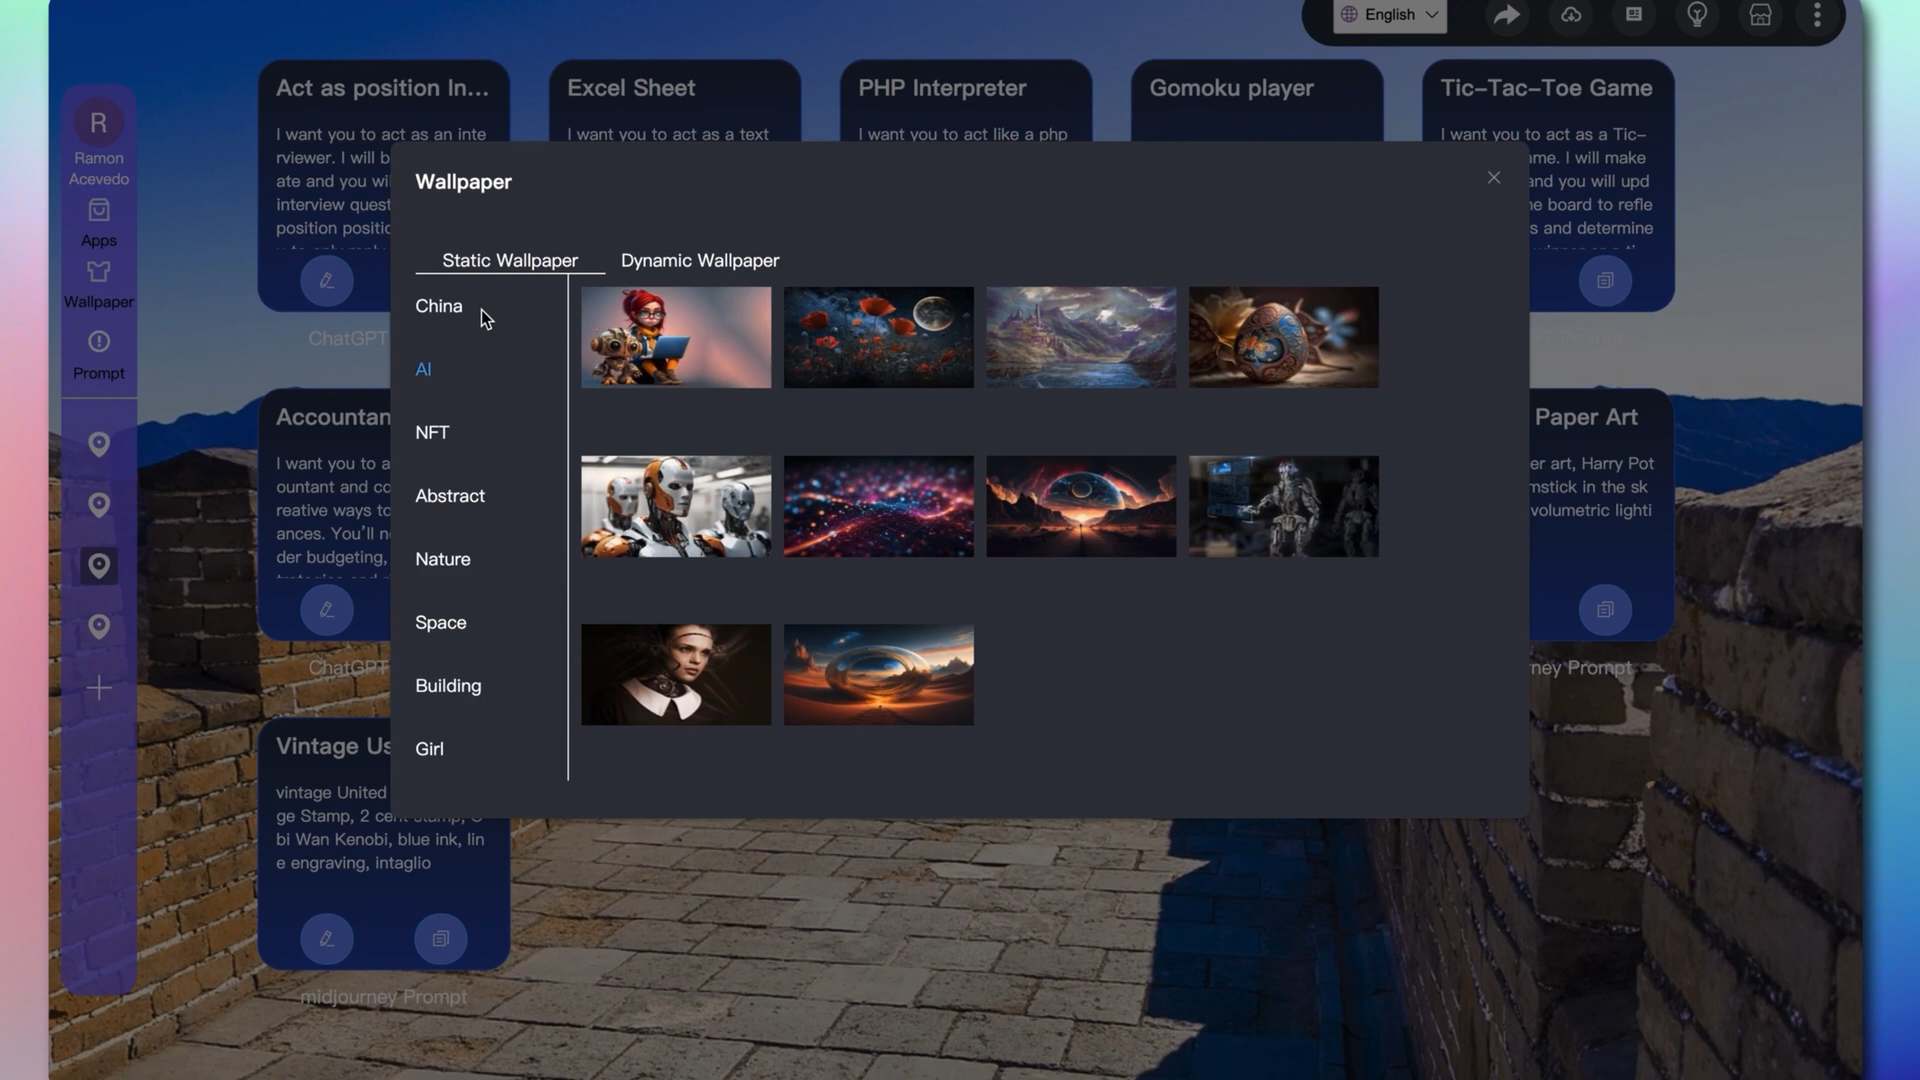 English
R
Ramon
Acevedo
Apps
Wallpaper
Prompt
Act as position In...
I want you to act as an inte
rviewer. I will b
ate and you wil
interview quest
position positic
ChatGPT
Excel Sheet
I want you to act as a text
PHP Interpreter
I want you to act like a php
Gomoku player
Tic-Tac-Toe Game
I want you to act as a Tic-
me. I will make
and you will upd
e board to refle
s and determine
Wallpaper
Static Wallpaper
Dynamic Wallpaper
China
AI
NFT
Abstract
Nature
Space
Building
Girl
Accountan
I want you to a
ountant and co
reative ways to
ances. You'll n
der budgeting,
ChatGPT
Paper Art
er art, Harry Pot
mstick in the sk
volumetric lighti
ney Prompt
Vintage Us
vintage United
ge Stamp, 2 cent stamp, O
bi Wan Kenobi, blue ink, lin
e engraving, intaglio
midjourney Prompt